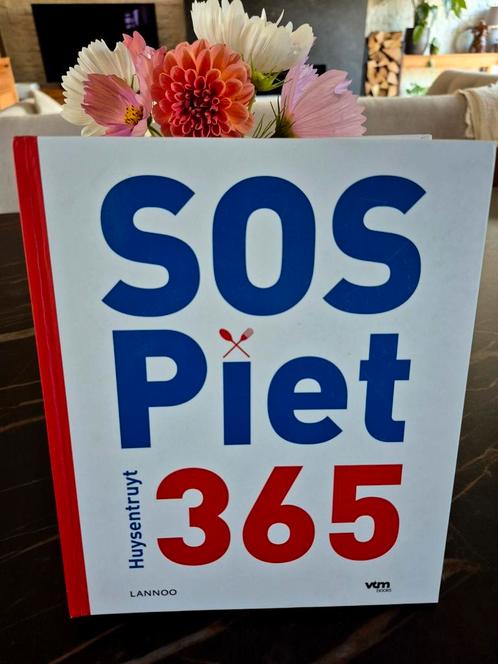 SOS
Piet
Huysentruyt
365
LANNOO
vtm
BOOKS